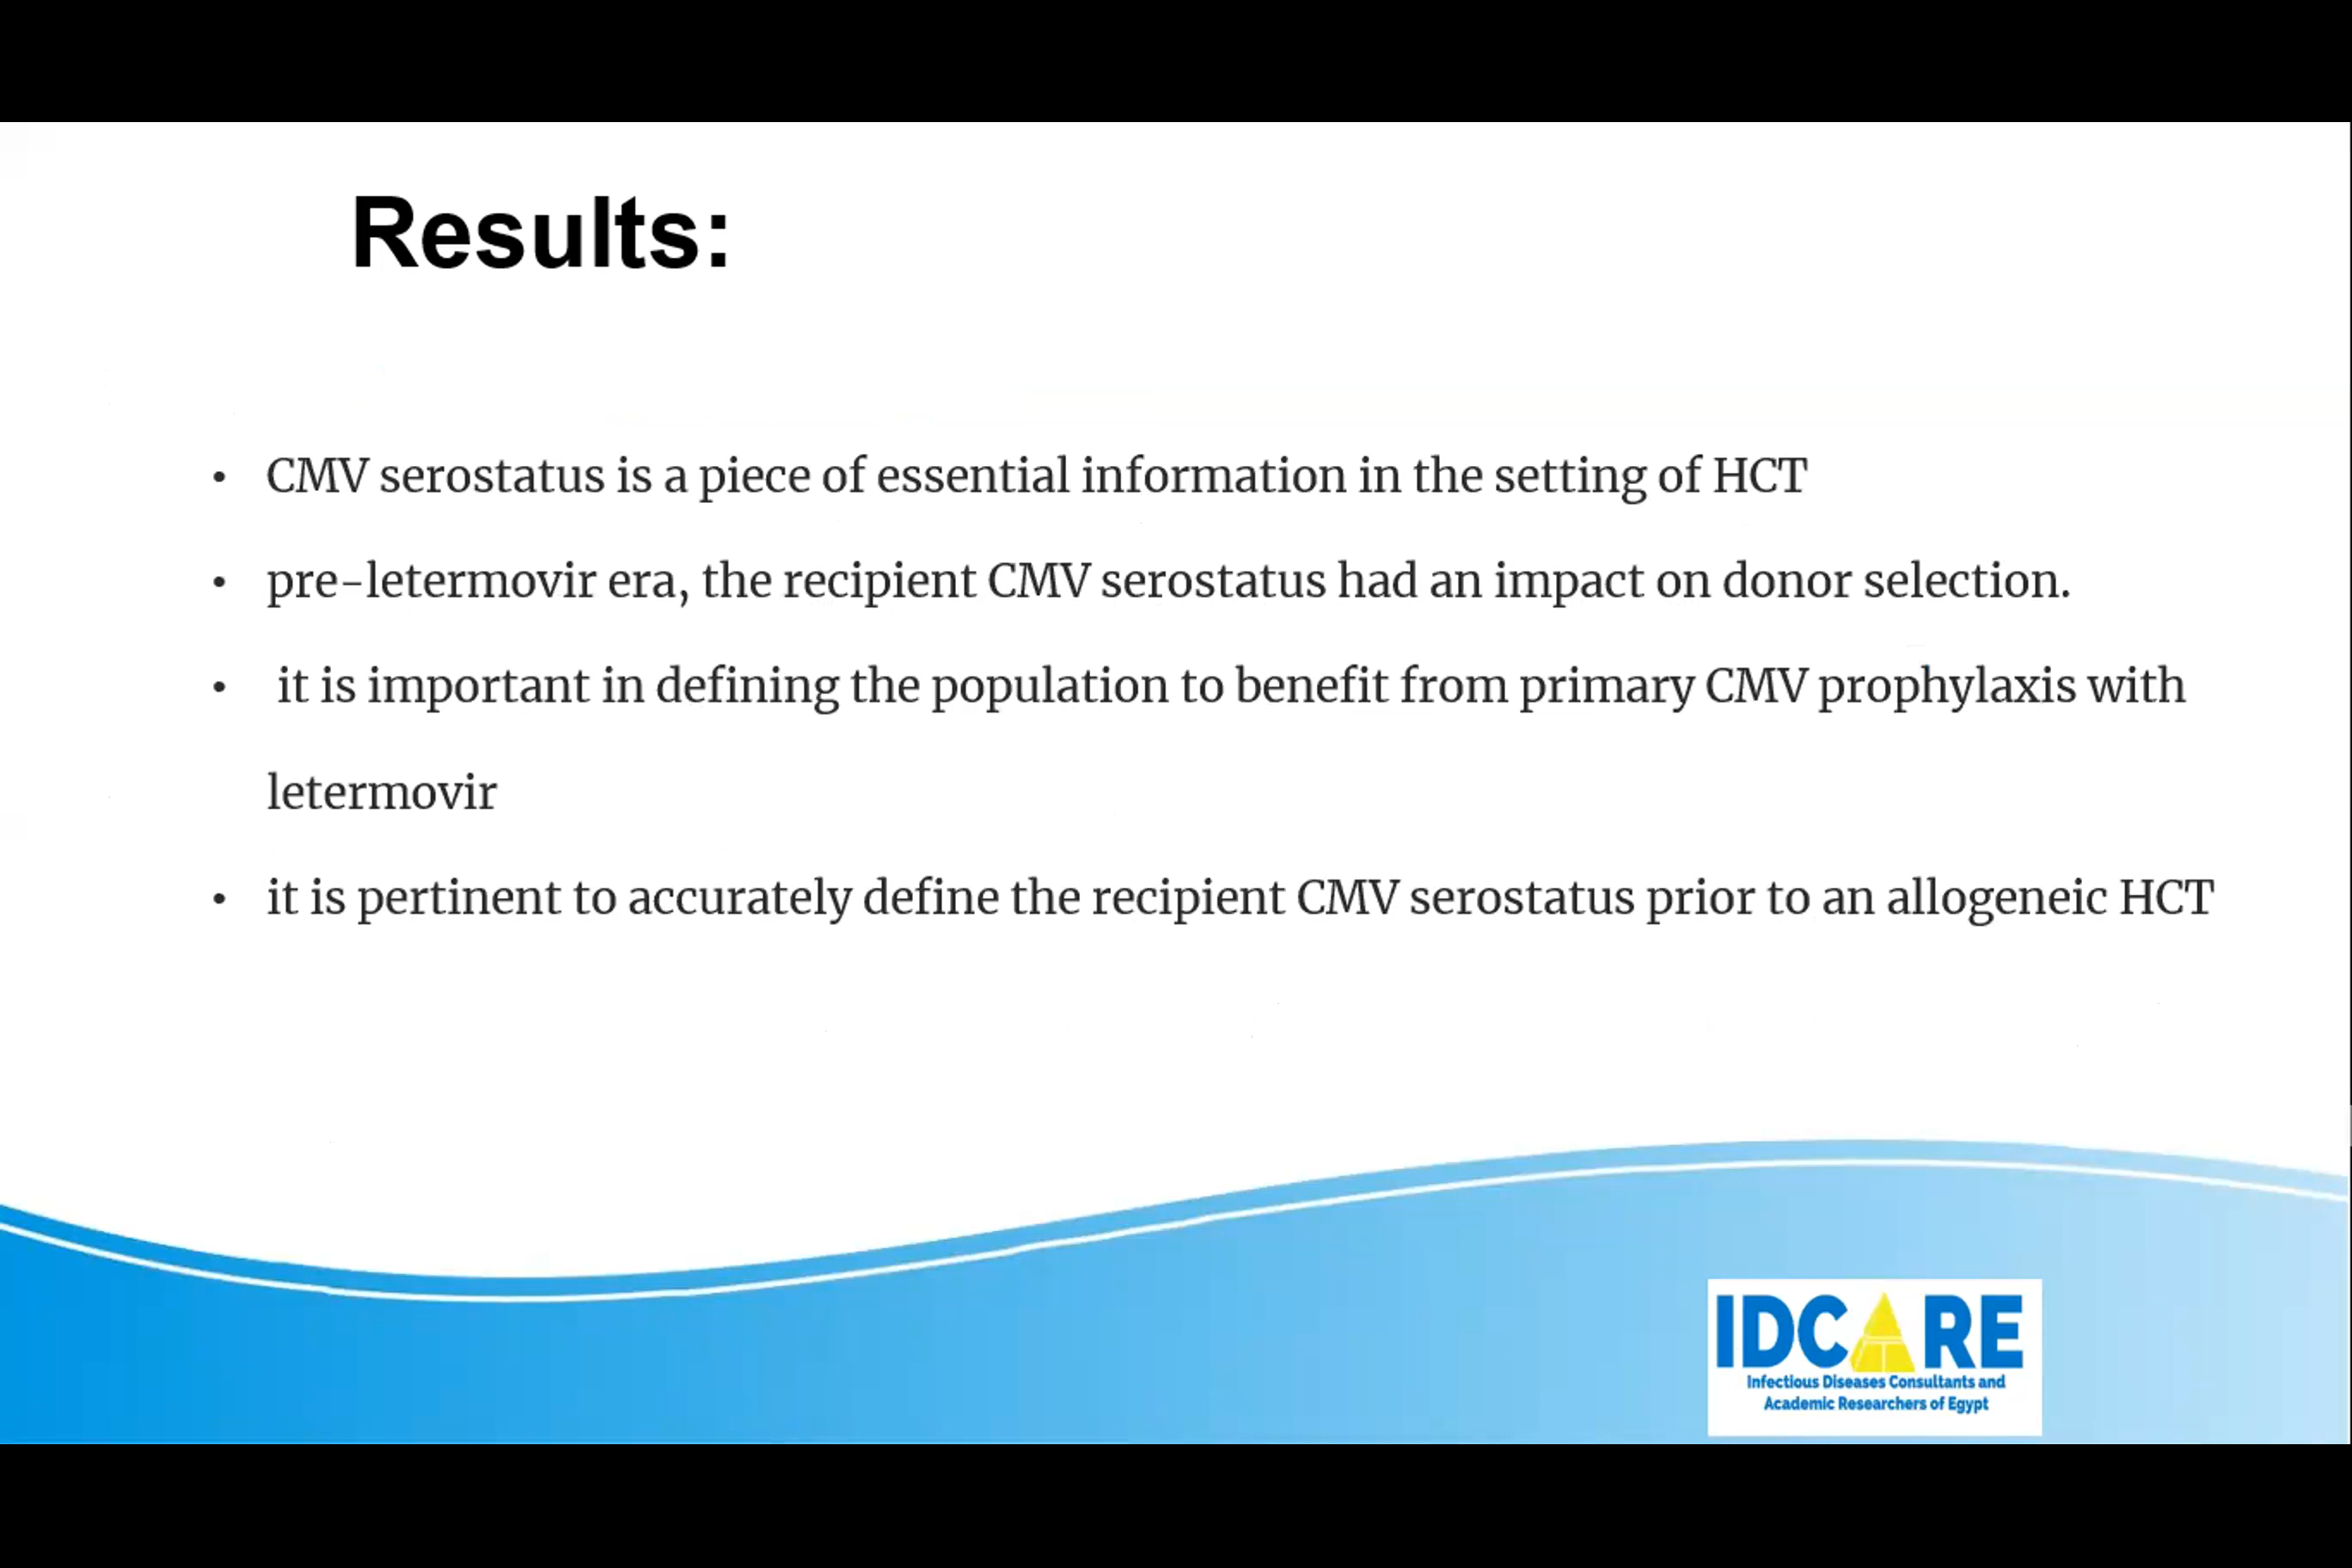 Results:
• CMV serostatus is a piece of essential information in the setting of HCT
• pre-letermovir era, the recipient CMV serostatus had an impact on donor selection.
• it is important in defining the population to benefit from primary CMV prophylaxis with
letermovir
• it is pertinent to accurately define the recipient CMV serostatus prior to an allogeneic HCT
IDCARE
Infectious Diseases Consultants and
Academic Researchers of Egypt